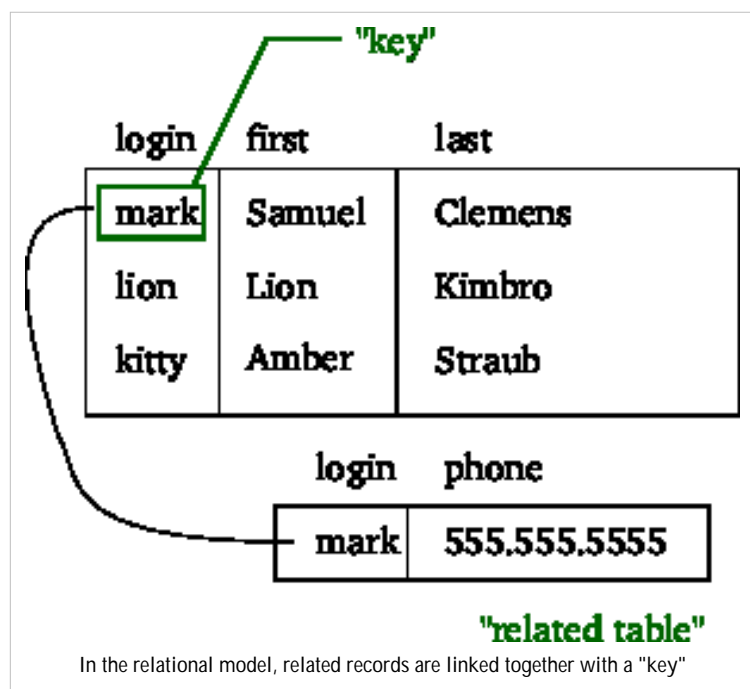 "key"
login first last
mark Samuel Clemens
lion Lion Kimbro
kitty Amber Straub
login phone
mark 555.555.5555
"related table"
In the relational model, related records are linked together with a "key"